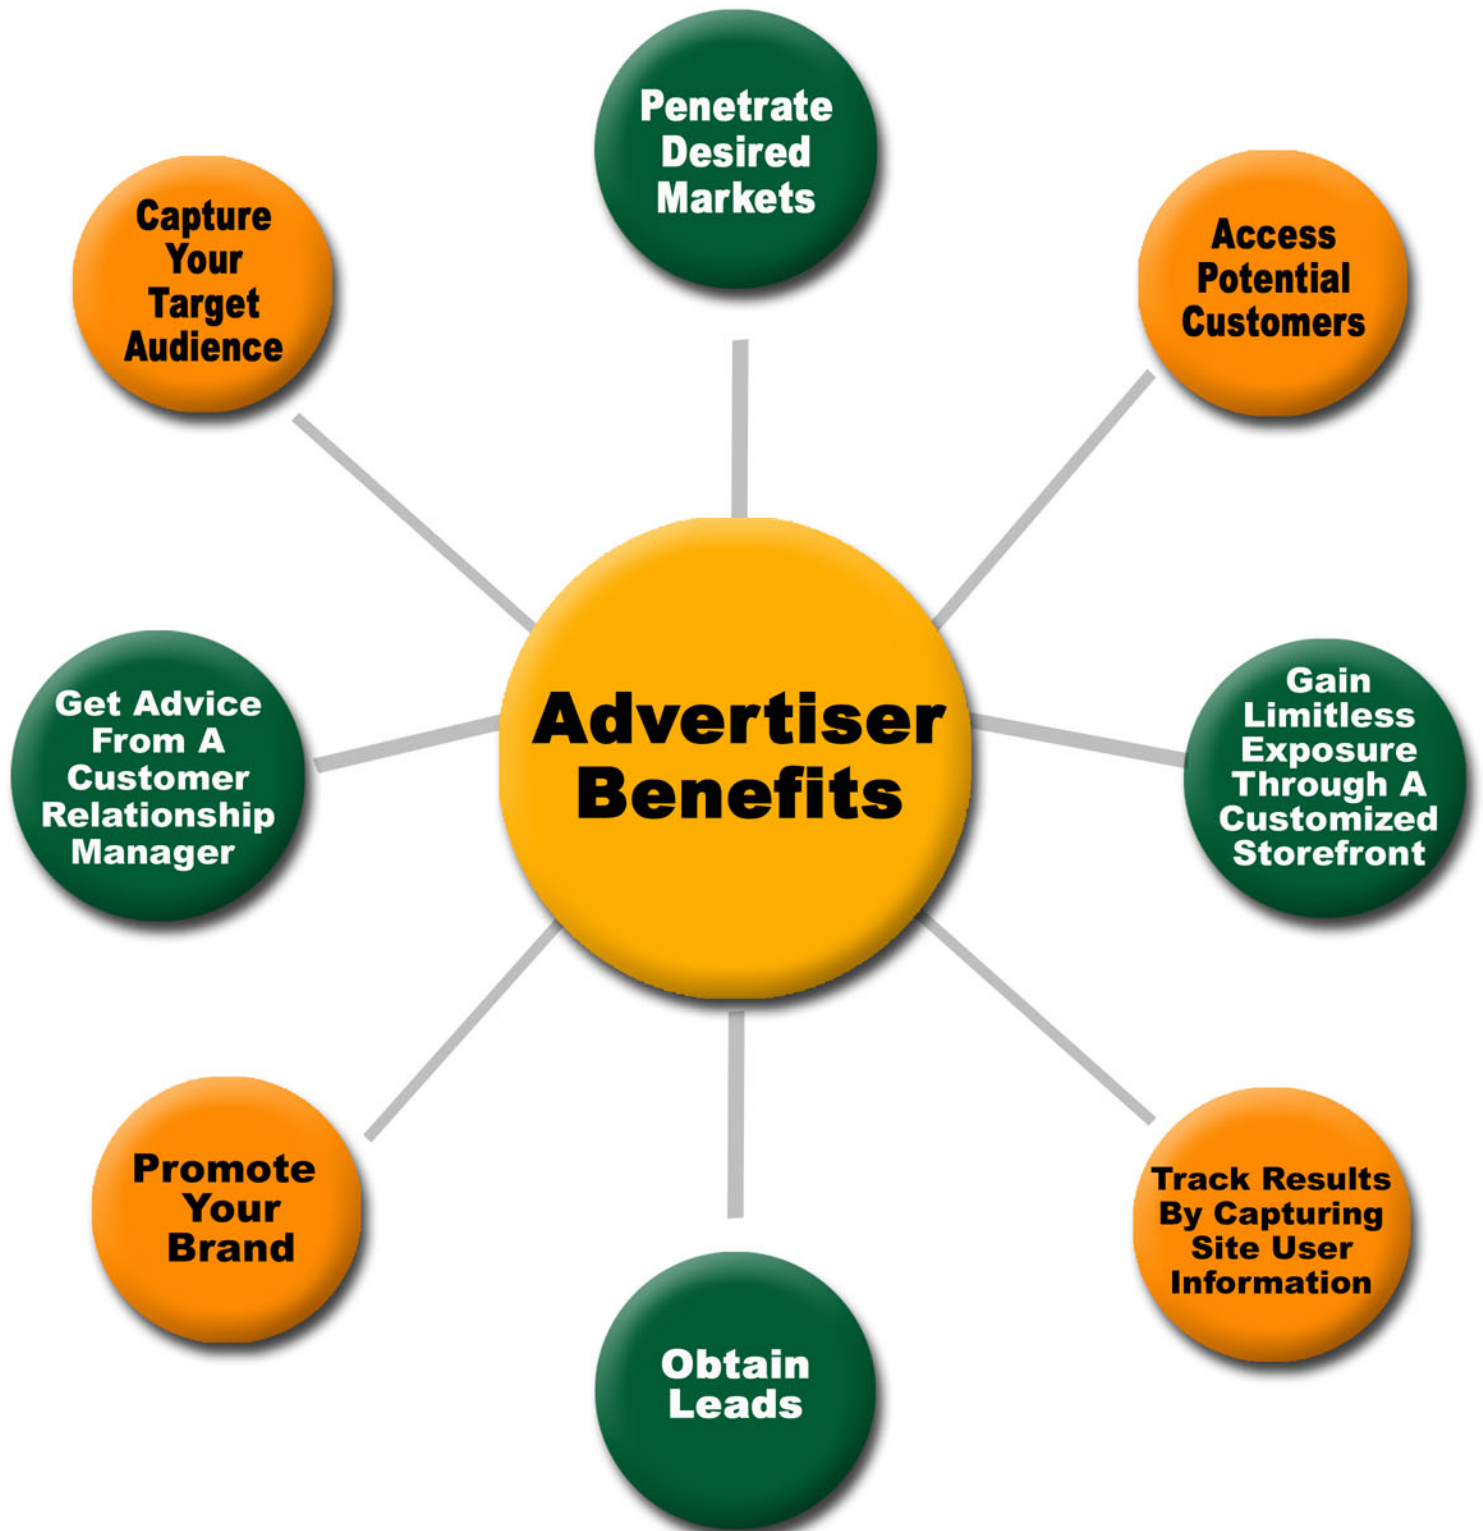 Penetrate
Desired
Markets
Capture
Your
Target
Audience
Access
Potential
Customers
Get Advice
From A
Customer
Relationship
Manager
Advertiser
Benefits
Gain
Limitless
Exposure
Through A
Customized
Storefront
Promote
Your
Brand
Track Results
By Capturing
Site User
Information
Obtain
Leads